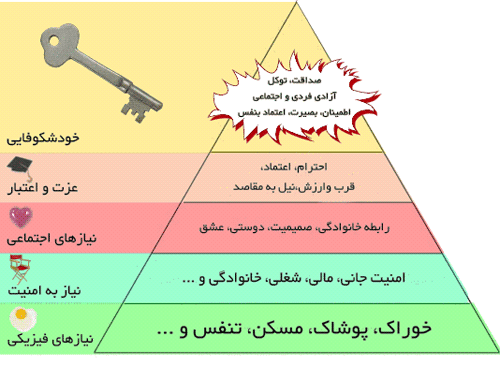 صداقت، توکل
آزادی فردی و اجتماعی
اطمینان، بصیرت، اعتماد بنفس
خودشکوفایی
احترام، اعتماد،
قرب وارزش،نیل به مقاصد
عزت و اعتبار
رابطه خانوادگی، صمیمیت، دوستی، عشق
نیازهای اجتماعی
امنیت جانی، مالی، شغلی، خانوادگی و ...
نیاز به امنیت
خوراک، پوشاک، مسکن، تنفس و ...
نیازهای فیزیکی